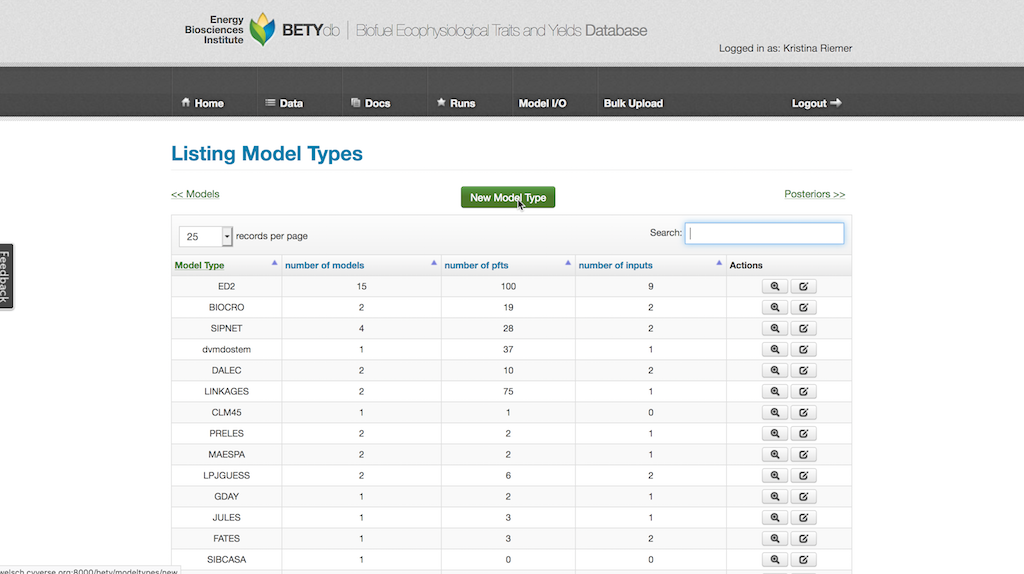 Energy
Biosciences
Institute
BETYdb | Biofuel Ecophysiological Traits and Yields Database
Logged in as: Kristina Riemer
Home Data Docs Runs Model I/O Bulk Upload Logout
Listing Model Types
<< Models New Model Type Posteriors >>
25 records per page Search:
Model Type number of models number of pfts number of inputs Actions
ED2 15 100 9
BIOCRO 2 19 2
SIPNET 4 28 2
dvmdostem 1 37 1
DALEC 2 10 2
LINKAGES 2 75 1
CLM45 1 1 0
PRELES 2 2 1
MAESPA 2 2 1
LPJGUESS 2 6 2
GDAY 1 2 1
JULES 1 3 1
FATES 1 3 2
SIBCASA 1 0 0
Feedback
welsch.cyverse.org:8000/bety/modeltypes/new